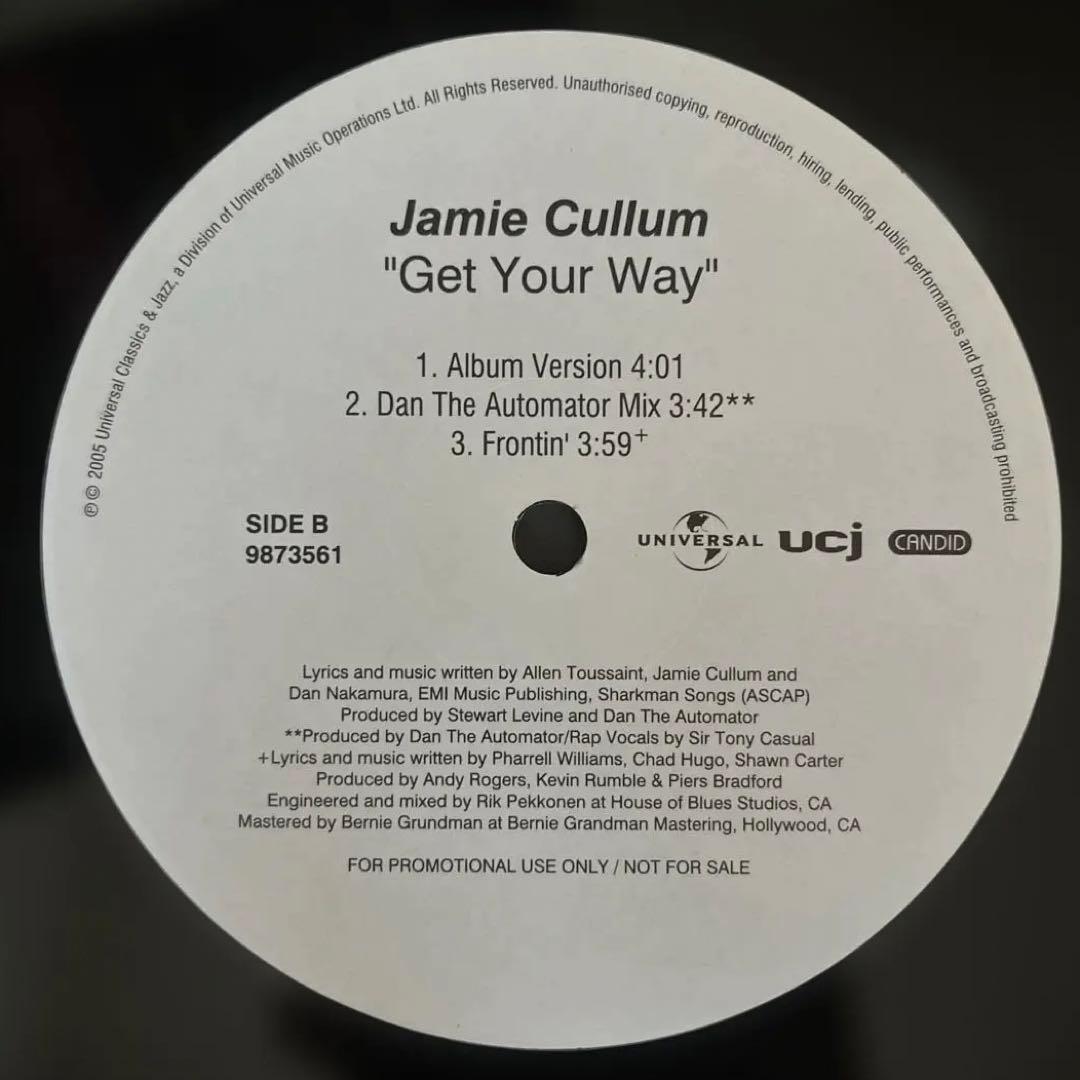 ℗© 2005 Universal Classics & Jazz, a Division of Universal Music Operations Ltd. All Rights Reserved. Unauthorised copying, reproduction, hiring, lending, public performances and broadcasting prohibited
Jamie Cullum
"Get Your Way"
1. Album Version 4:01
2. Dan The Automator Mix 3:42**
3. Frontin' 3:59+
SIDE B
9873561
UNIVERSAL ucj CANDID
Lyrics and music written by Allen Toussaint, Jamie Cullum and
Dan Nakamura, EMI Music Publishing, Sharkman Songs (ASCAP)
Produced by Stewart Levine and Dan The Automator
**Produced by Dan The Automator/Rap Vocals by Sir Tony Casual
+Lyrics and music written by Pharrell Williams, Chad Hugo, Shawn Carter
Produced by Andy Rogers, Kevin Rumble & Piers Bradford
Engineered and mixed by Rik Pekkonen at House of Blues Studios, CA
Mastered by Bernie Grundman at Bernie Grandman Mastering, Hollywood, CA
FOR PROMOTIONAL USE ONLY / NOT FOR SALE